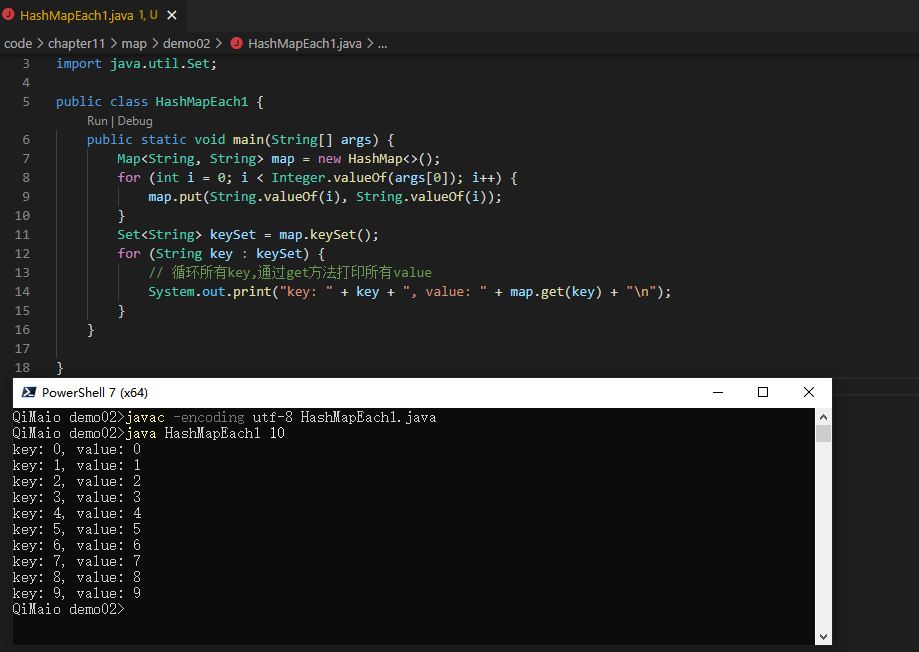 HashMapEach1.java 1, U
code > chapter11 > map > demo02 > HashMapEach1.java > ...
3 import java.util.Set;
4
5 public class HashMapEach1 {
Run | Debug
6 public static void main(String[] args) {
7 Map<String, String> map = new HashMap<>();
8 for (int i = 0; i < Integer.valueOf(args[0]); i++) {
9 map.put(String.valueOf(i), String.valueOf(i));
10 }
11 Set<String> keySet = map.keySet();
12 for (String key : keySet) {
13 // 循环所有key,通过get方法打印所有value
14 System.out.print("key: " + key + ", value: " + map.get(key) + "\n");
15 }
16 }
17
18 }
PowerShell 7 (x64)
QiMaio demo02>javac -encoding utf-8 HashMapEach1.java
QiMaio demo02>java HashMapEach1 10
key: 0, value: 0
key: 1, value: 1
key: 2, value: 2
key: 3, value: 3
key: 4, value: 4
key: 5, value: 5
key: 6, value: 6
key: 7, value: 7
key: 8, value: 8
key: 9, value: 9
QiMaio demo02>